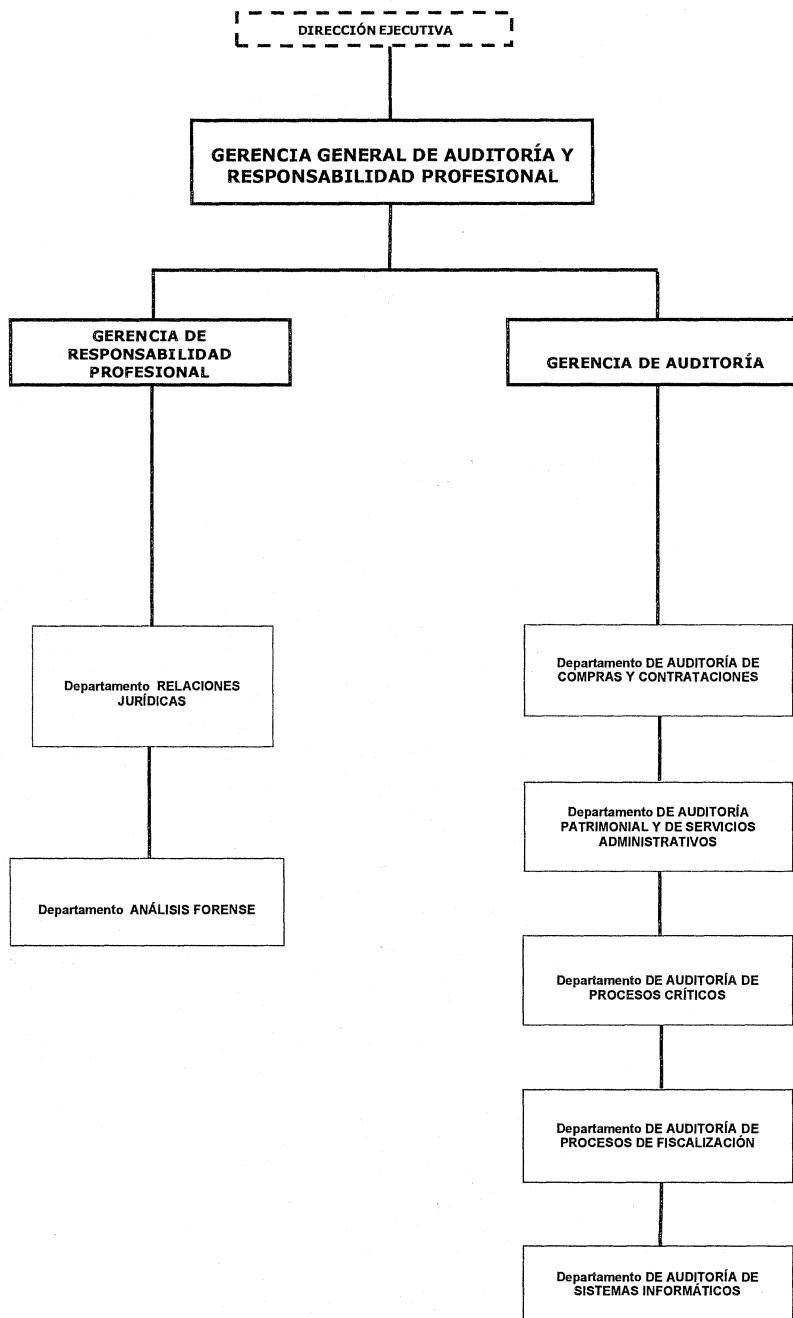 DIRECCIÓN EJECUTIVA
GERENCIA GENERAL DE AUDITORÍA Y
RESPONSABILIDAD PROFESIONAL
GERENCIA DE
RESPONSABILIDAD
PROFESIONAL
GERENCIA DE AUDITORÍA
Departamento RELACIONES
JURÍDICAS
Departamento ANÁLISIS FORENSE
Departamento DE AUDITORÍA DE
COMPRAS Y CONTRATACIONES
Departamento DE AUDITORÍA
PATRIMONIAL Y DE SERVICIOS
ADMINISTRATIVOS
Departamento DE AUDITORÍA DE
PROCESOS CRÍTICOS
Departamento DE AUDITORÍA DE
PROCESOS DE FISCALIZACIÓN
Departamento DE AUDITORÍA DE
SISTEMAS INFORMÁTICOS